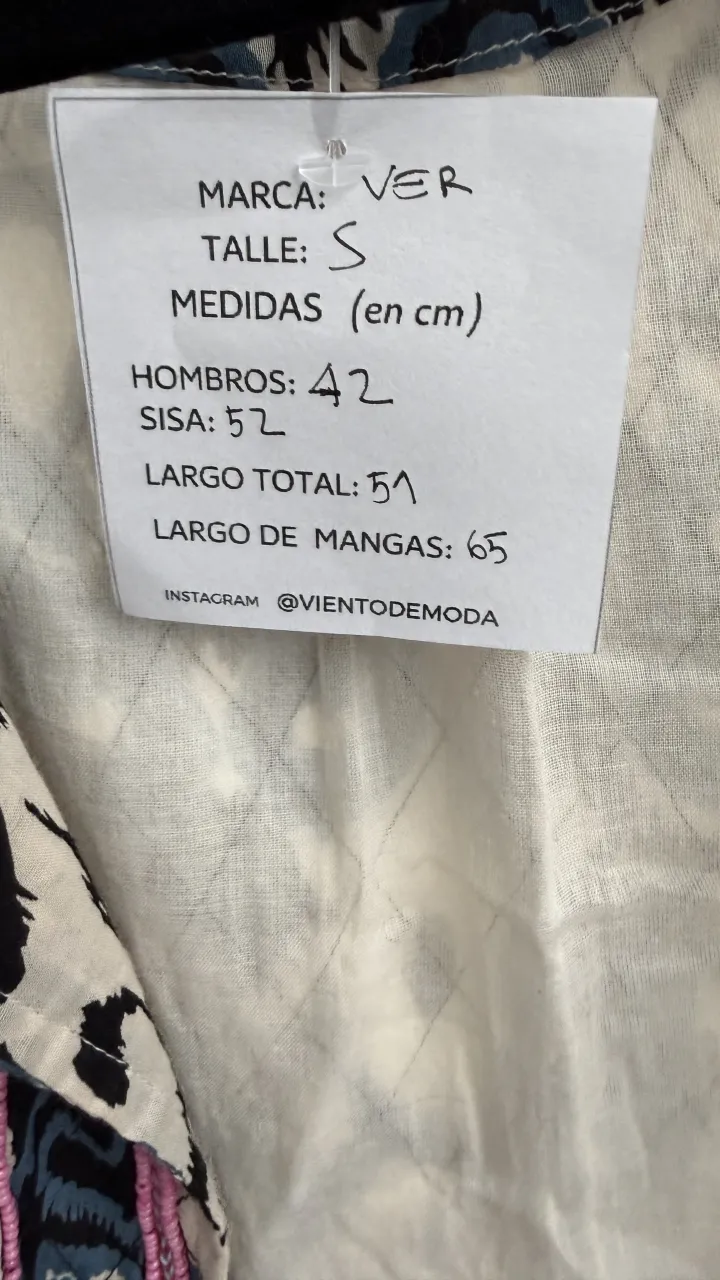 MARCA: VER
TALLE: S
MEDIDAS (en cm)
HOMBROS: 42
SISA: 52
LARGO TOTAL: 51
LARGO DE MANGAS: 65
INSTAGRAM @VIENTODEMODA